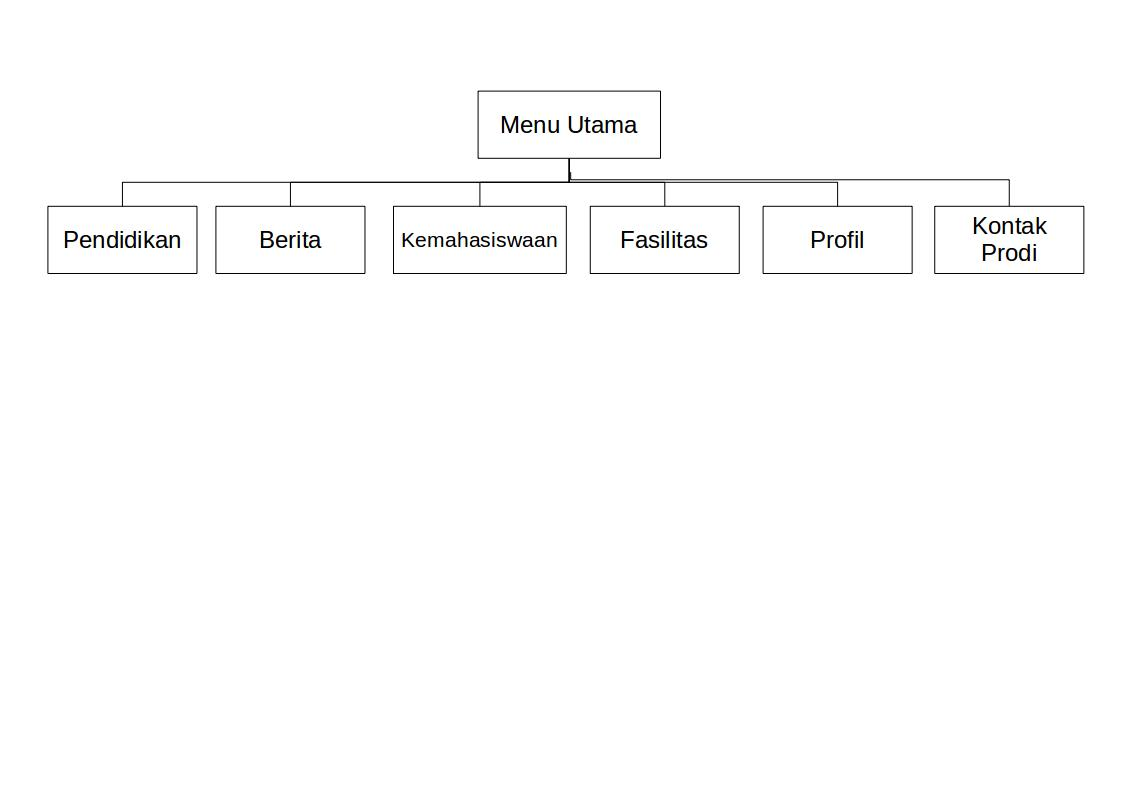 Menu Utama
Pendidikan
Berita
Kemahasiswaan
Fasilitas
Profil
Kontak
Prodi